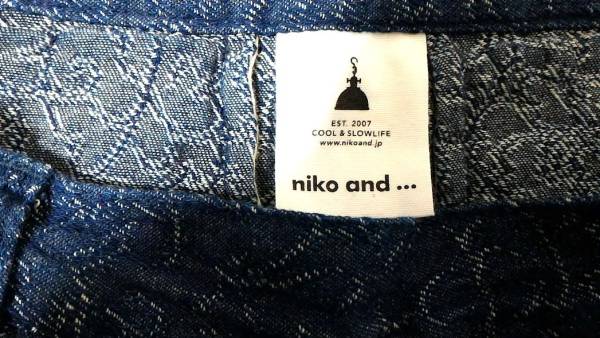 EST. 2007
COOL & SLOWLIFE
www.nikoand.jp
niko and ...